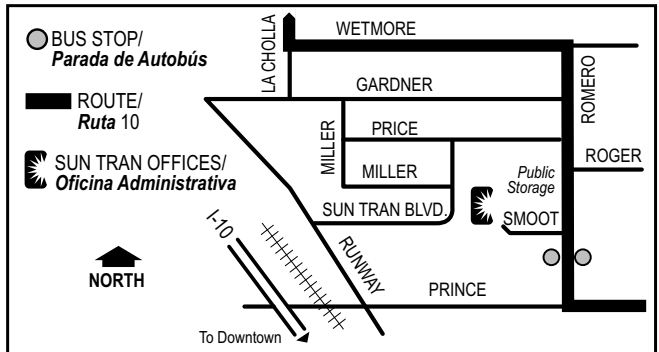 BUS STOP/
Parada de Autobús
ROUTE/
Ruta 10
SUN TRAN OFFICES/
Oficina Administrativa
NORTH
LA CHOLLA
WETMORE
GARDNER
ROMERO
MILLER
PRICE
ROGER
MILLER
Public
Storage
SUN TRAN BLVD.
SMOOT
I-10
RUNWAY
PRINCE
To Downtown